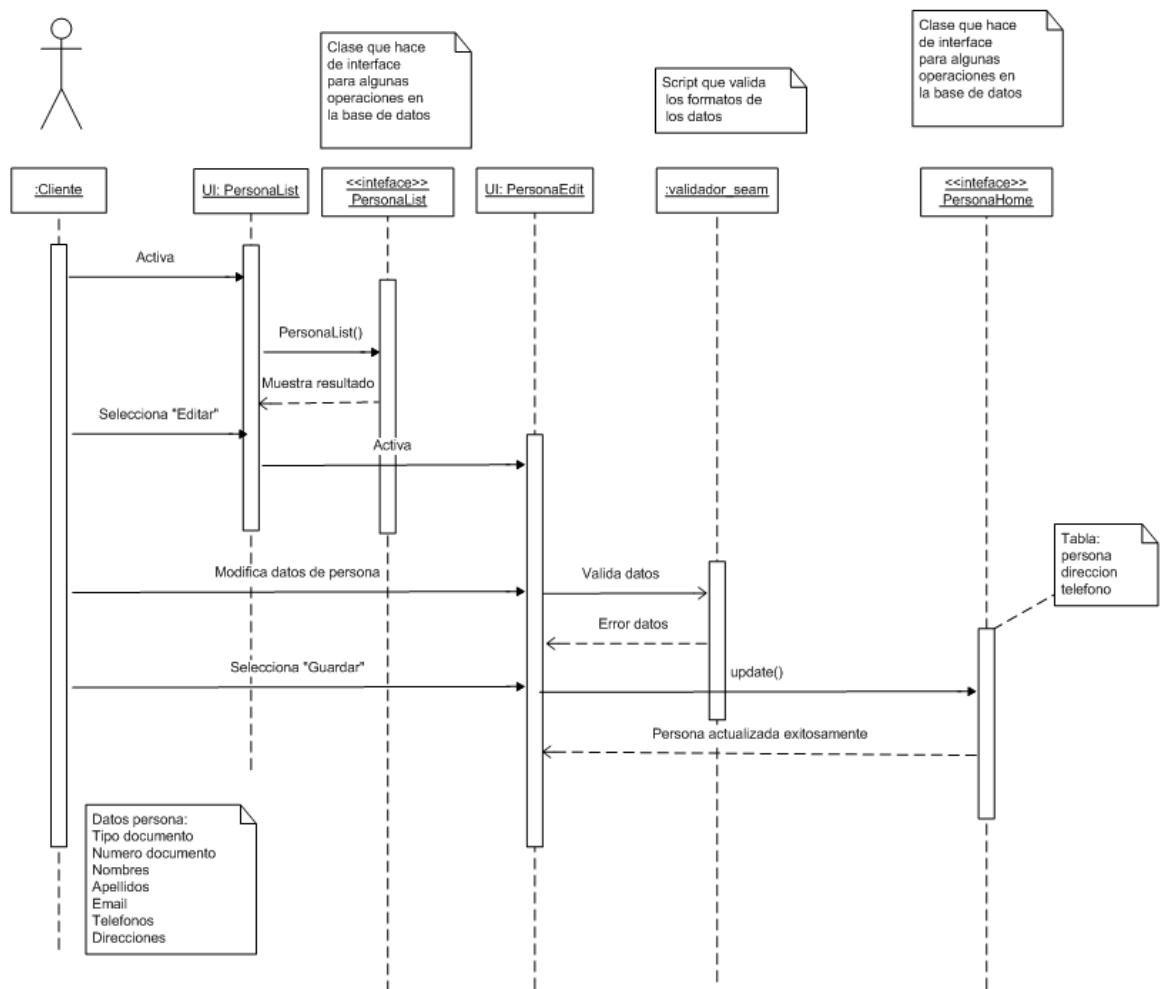 Clase que hace
de interface
para algunas
operaciones en
la base de datos
Script que valida
los formatos de
los datos
Clase que hace
de interface
para algunas
operaciones en
la base de datos
:Cliente
UI: PersonaList
<<inteface>>
PersonaList
UI: PersonaEdit
:validador_seam
<<inteface>>
PersonaHome
Activa
PersonaList()
Muestra resultado
Selecciona "Editar"
Activa
Tabla:
persona
direccion
telefono
Modifica datos de persona
Valida datos
Error datos
Selecciona "Guardar"
update()
Persona actualizada exitosamente
Datos persona:
Tipo documento
Numero documento
Nombres
Apellidos
Email
Telefonos
Direcciones